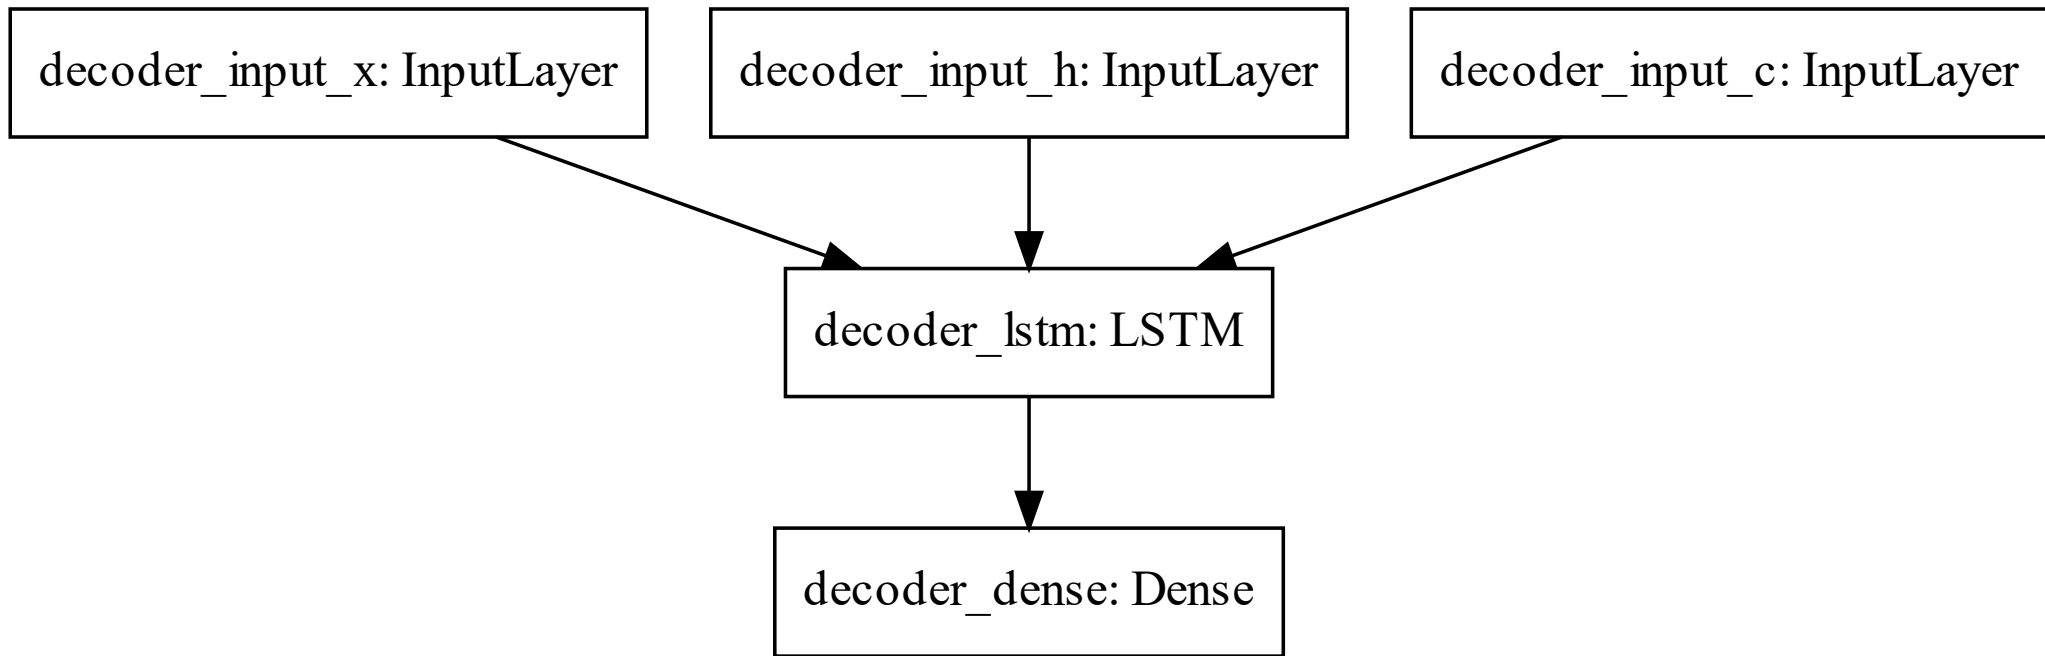 decoder_input_x: InputLayer
decoder_input_h: InputLayer
decoder_input_c: InputLayer
decoder_lstm: LSTM
decoder_dense: Dense